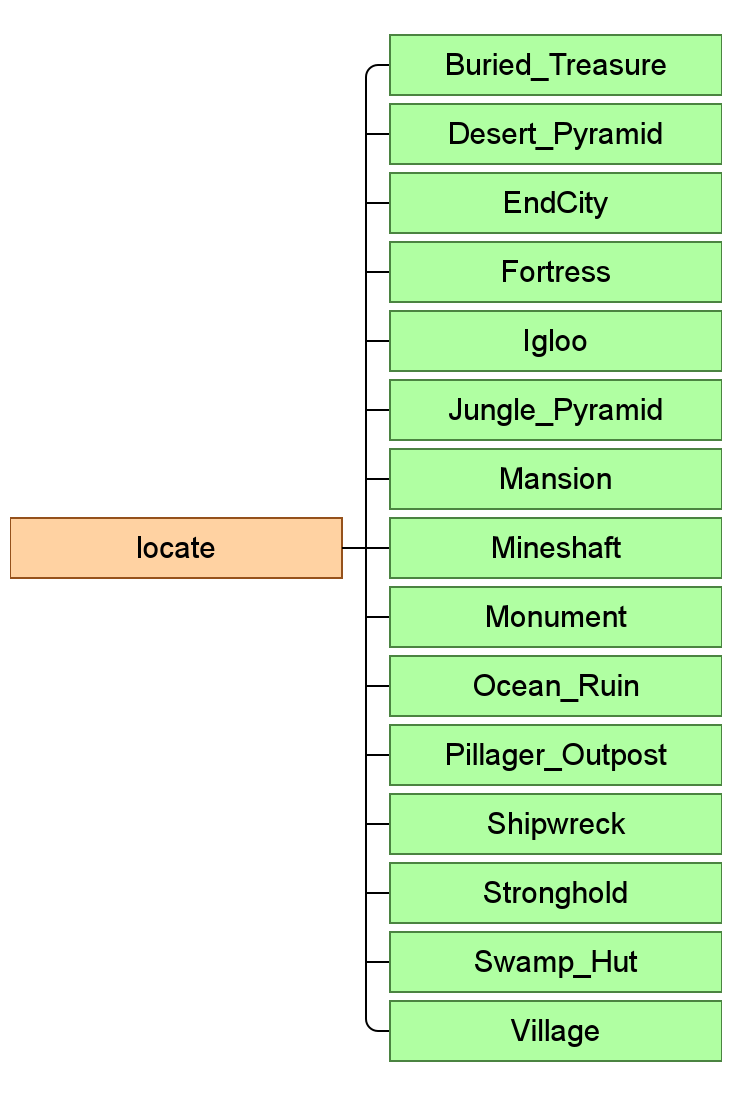 Buried_Treasure
Desert_Pyramid
EndCity
Fortress
Igloo
Jungle_Pyramid
Mansion
locate
Mineshaft
Monument
Ocean_Ruin
Pillager_Outpost
Shipwreck
Stronghold
Swamp_Hut
Village